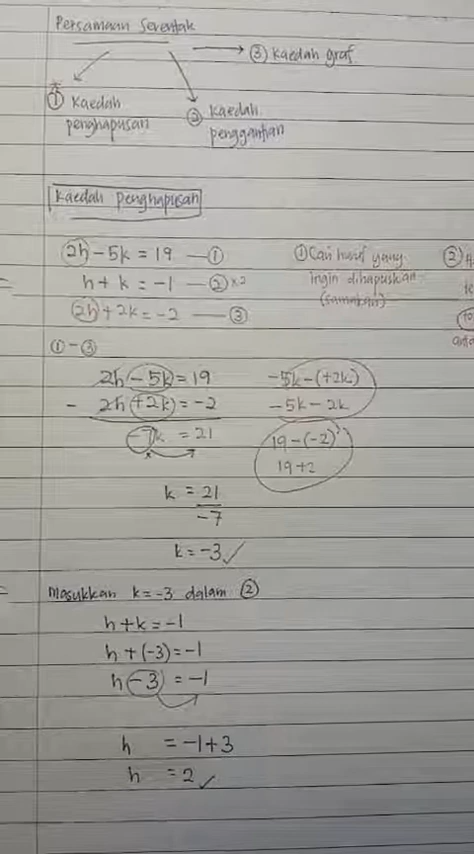 Persamaan Serentak
③ Kaedah graf
① Kaedah
penghapusan
② Kaedah
penggantian
Kaedah penghapusan
2h - 5k = 19 — ①
h + k = -1 — ② ×2
2h + 2k = -2 — ③
① Cari huruf yang
ingin dihapuskan
(samakan)
②
① - ③
2h - 5k = 19
- 2h + 2k = -2
-7k = 21
-5k - (+2k)
-5k - 2k
19 - (-2)
19 + 2
k = 21
-7
k = -3 ✓
Masukkan k = -3 dalam ②
h + k = -1
h + (-3) = -1
h - 3 = -1
h = -1 + 3
h = 2 ✓